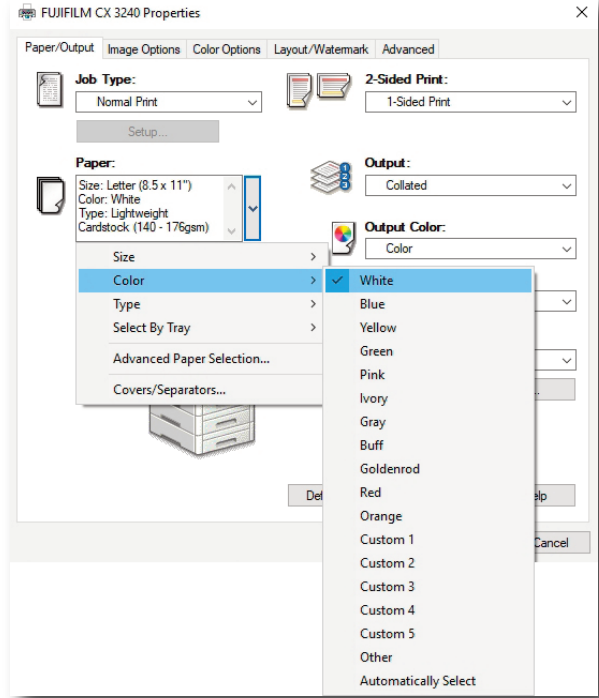 FUJIFILM CX 3240 Properties
Paper/Output Image Options Color Options Layout/Watermark Advanced
Job Type:
Normal Print
Setup...
2-Sided Print:
1-Sided Print
Paper:
Size: Letter (8.5 x 11")
Color: White
Type: Lightweight
Cardstock (140 - 176gsm)
Output:
1
2
3
Collated
Output Color:
Color
Size
Color
Type
Select By Tray
Advanced Paper Selection...
Covers/Separators...
White
Blue
Yellow
Green
Pink
Ivory
Gray
Buff
Goldenrod
Red
Orange
Custom 1
Custom 2
Custom 3
Custom 4
Custom 5
Other
Automatically Select
Cancel